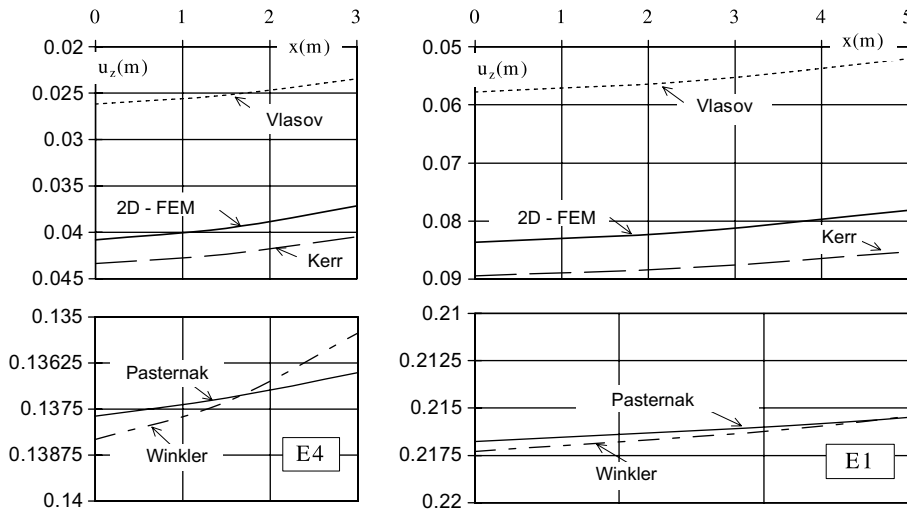 0 1 2 3
x(m)
0.02
u_z(m)
0.025
Vlasov
0.03
0.035
2D - FEM
0.04
Kerr
0.045
0.135
0.13625
Pasternak
0.1375
Winkler
0.13875
E4
0.14
0 1 2 3 4 5
x(m)
0.05
u_z(m)
0.06
Vlasov
0.07
2D - FEM
0.08
Kerr
0.09
0.21
0.2125
Pasternak
0.215
0.2175
Winkler
E1
0.22